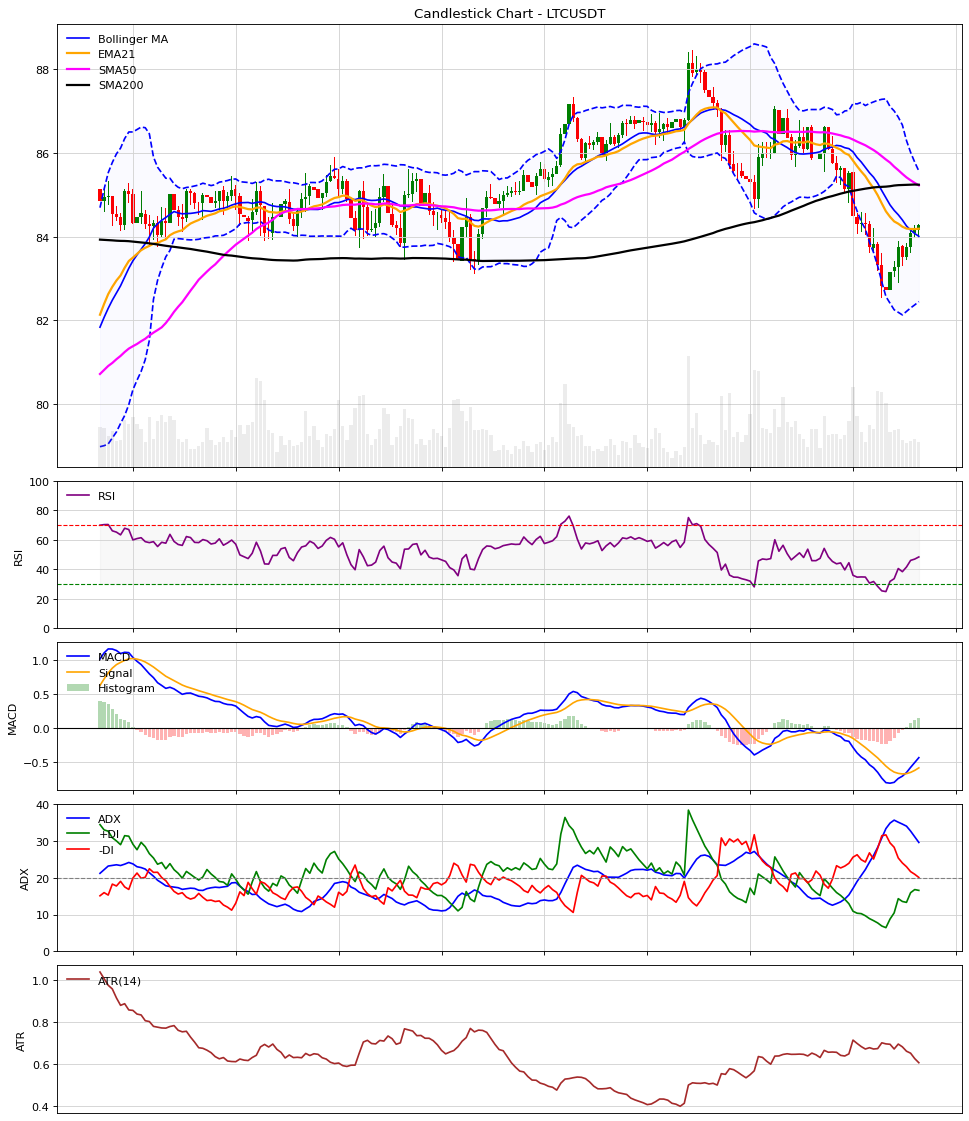 Candlestick Chart - LTCUSDT
Bollinger MA
EMA21
SMA50
SMA200
88
86
84
82
80
RSI
100
80
60
40
20
0
RSI
MACD
Signal
Histogram
1.0
0.5
0.0
−0.5
MACD
ADX
+DI
-DI
40
30
20
10
0
ADX
ATR(14)
1.0
0.8
0.6
0.4
ATR